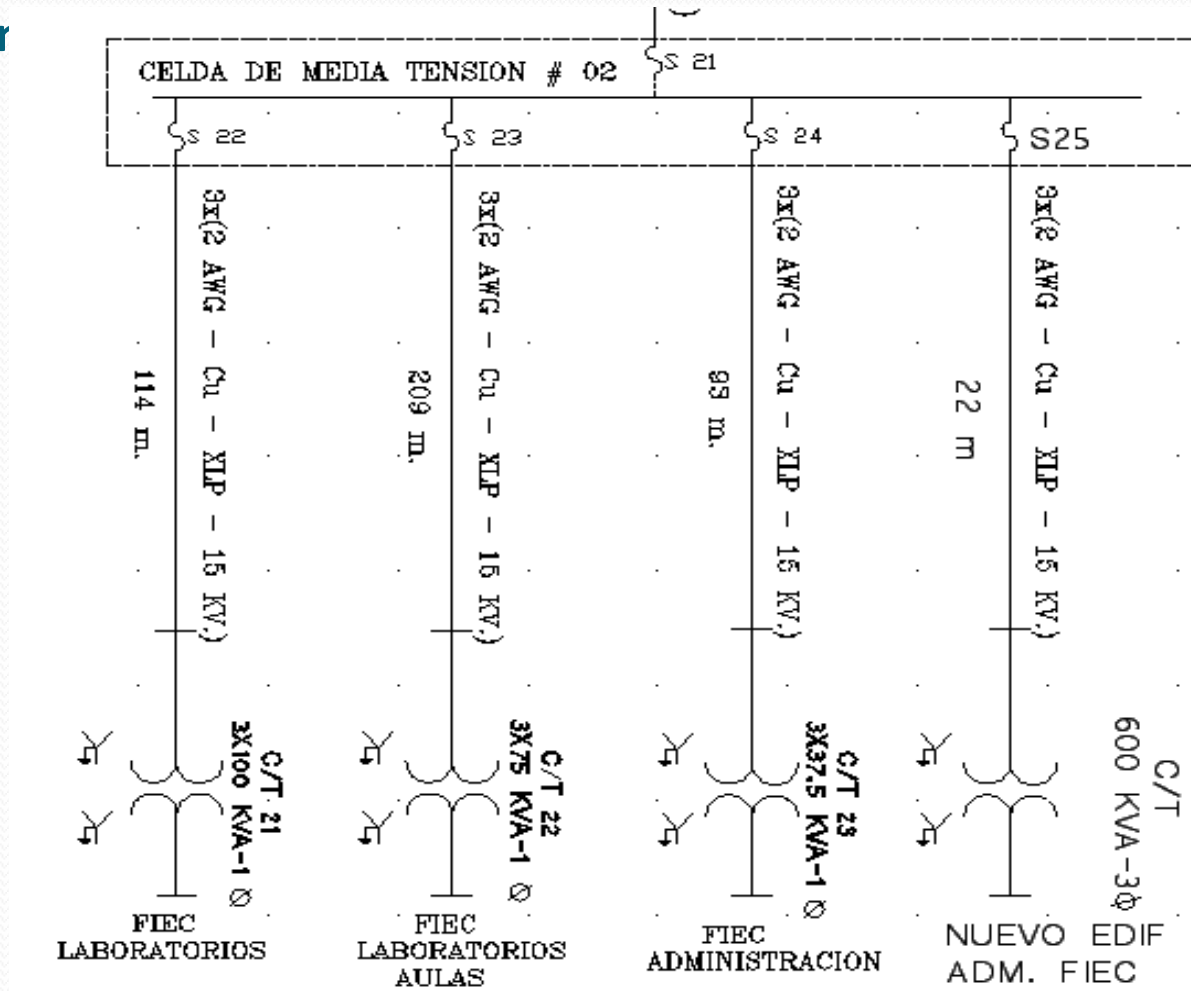 r
S 21
CELDA DE MEDIA TENSION # 02
S 22
S 23
S 24
S25
3x(2 AWG - Cu - XLP - 15 KV.)
114 m.
3x(2 AWG - Cu - XLP - 15 KV.)
209 m.
3x(2 AWG - Cu - XLP - 15 KV.)
m.
3x(2 AWG - Cu - XLP - 15 KV.)
22 m
C/T 21
3X100 KVA-1 Ø
C/T 22
3X75 KVA-1 Ø
C/T 23
3X37.5 KVA-1 Ø
C/T
600 KVA-3ϕ
FIEC
LABORATORIOS
FIEC
LABORATORIOS
AULAS
FIEC
ADMINISTRACION
NUEVO EDIF
ADM. FIEC